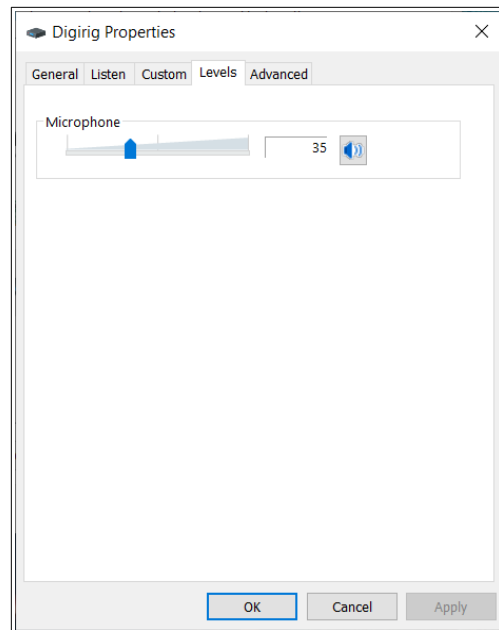 Digirig Properties
General Listen Custom Levels Advanced
Microphone
35
OK Cancel Apply